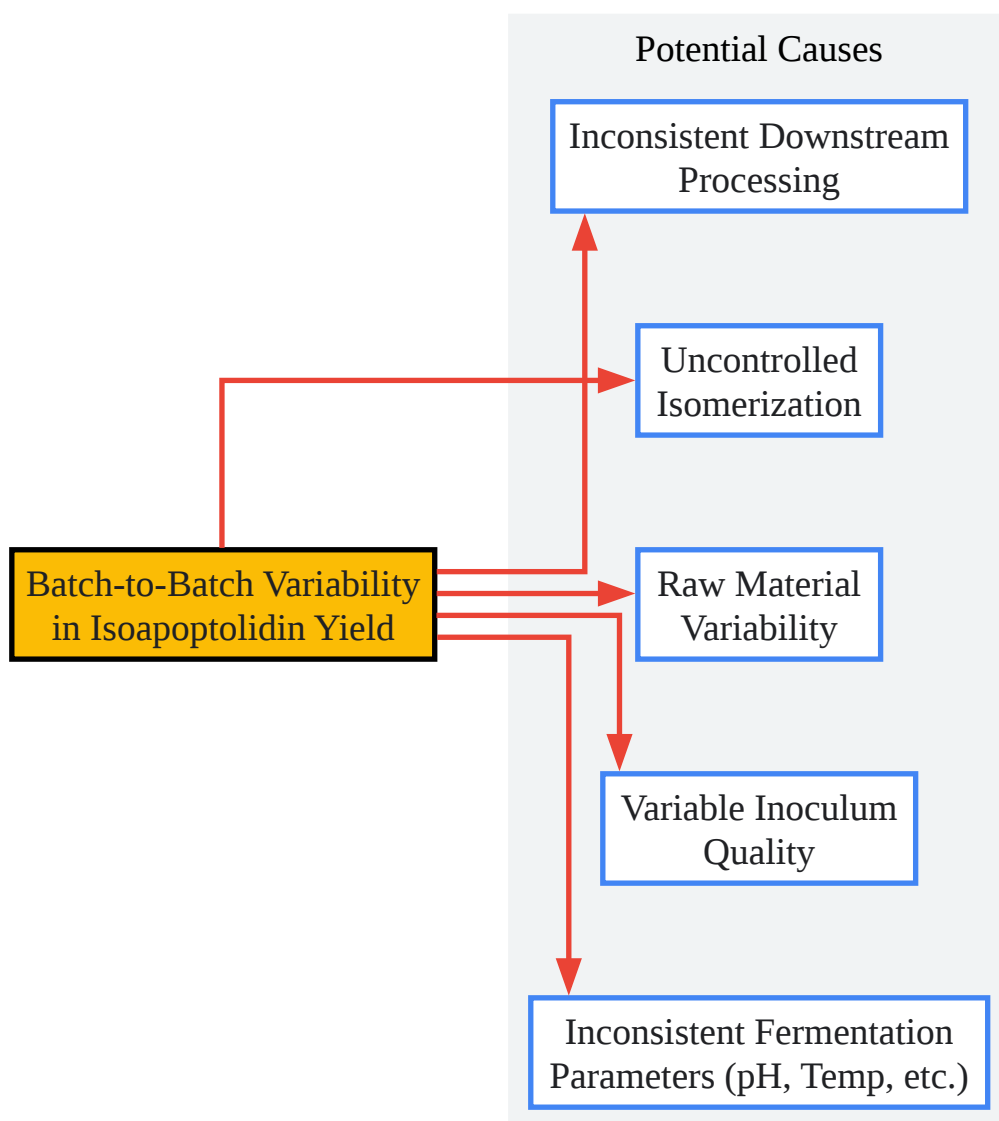 Potential Causes
Inconsistent Downstream
Processing
Uncontrolled
Isomerization
Batch-to-Batch Variability
in Isoapoptolidin Yield
Raw Material
Variability
Variable Inoculum
Quality
Inconsistent Fermentation
Parameters (pH, Temp, etc.)